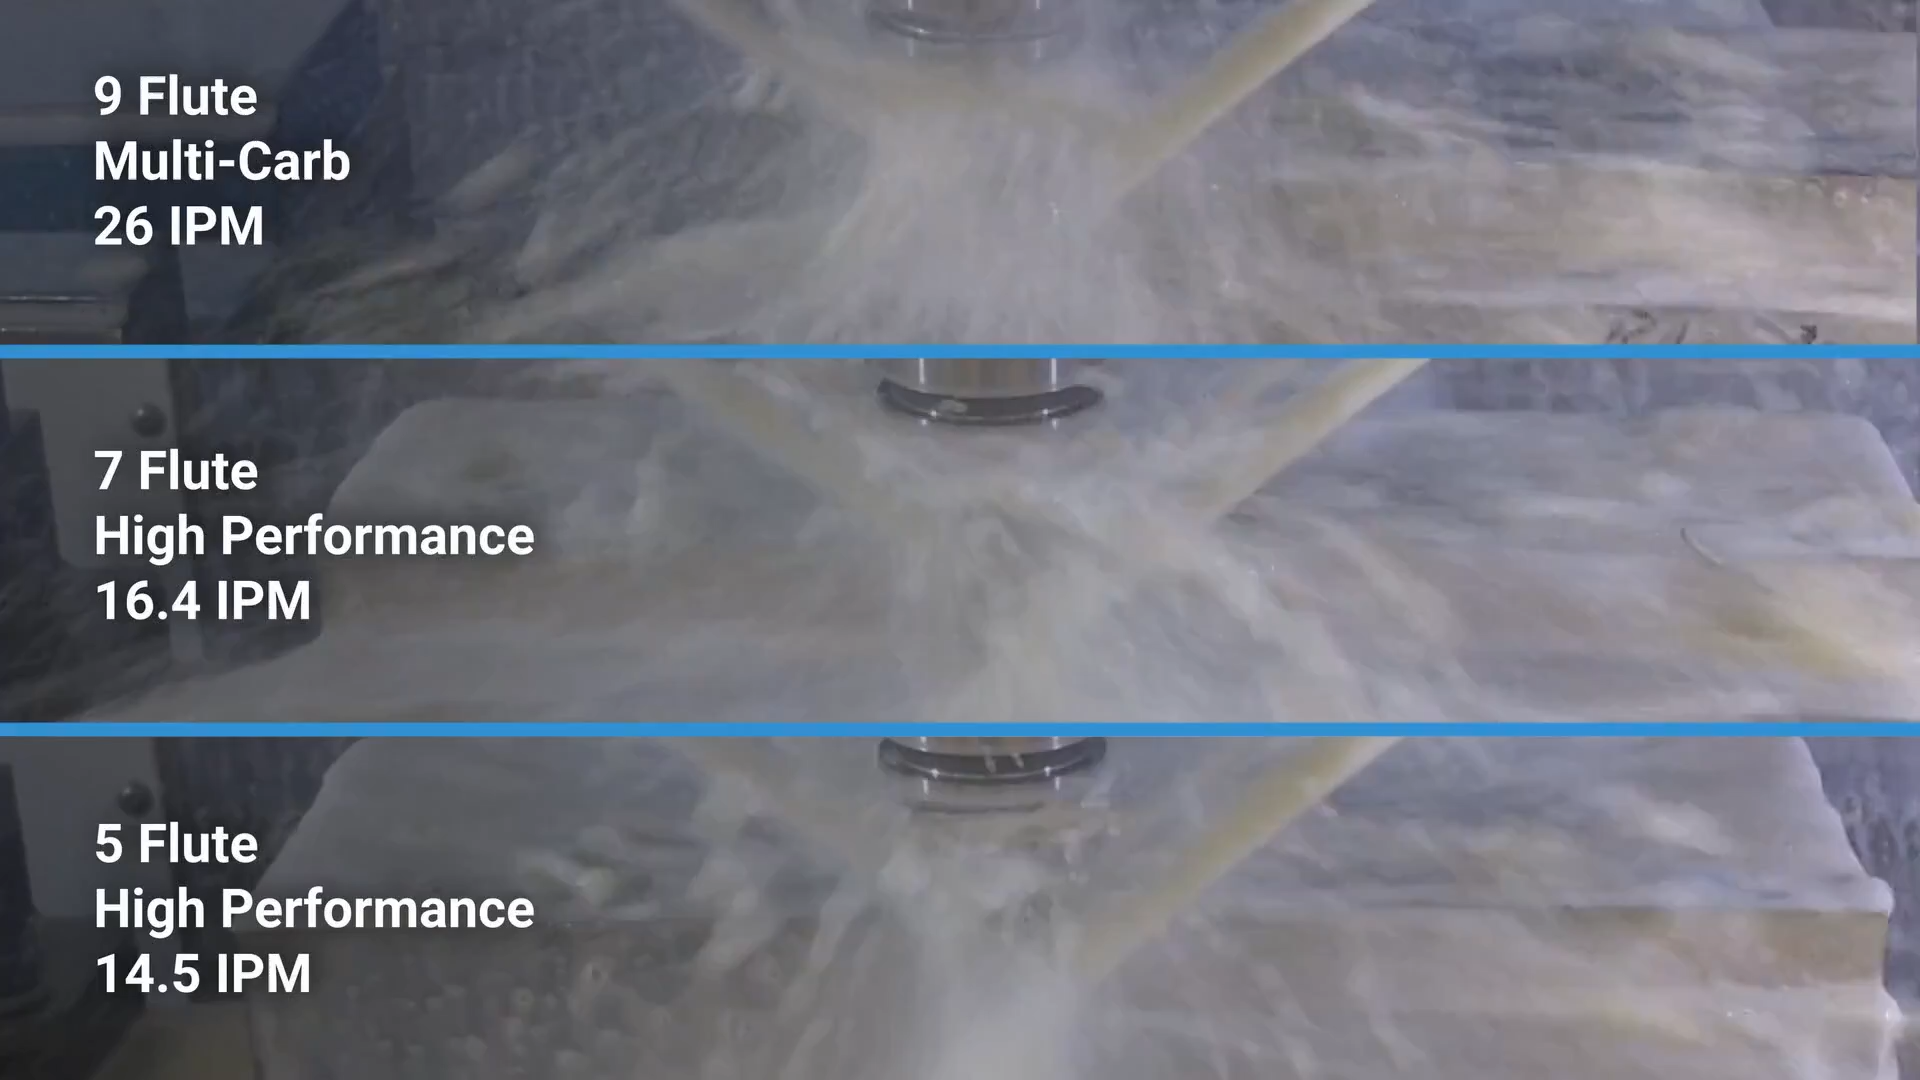 9 Flute
Multi-Carb
26 IPM
7 Flute
High Performance
16.4 IPM
5 Flute
High Performance
14.5 IPM